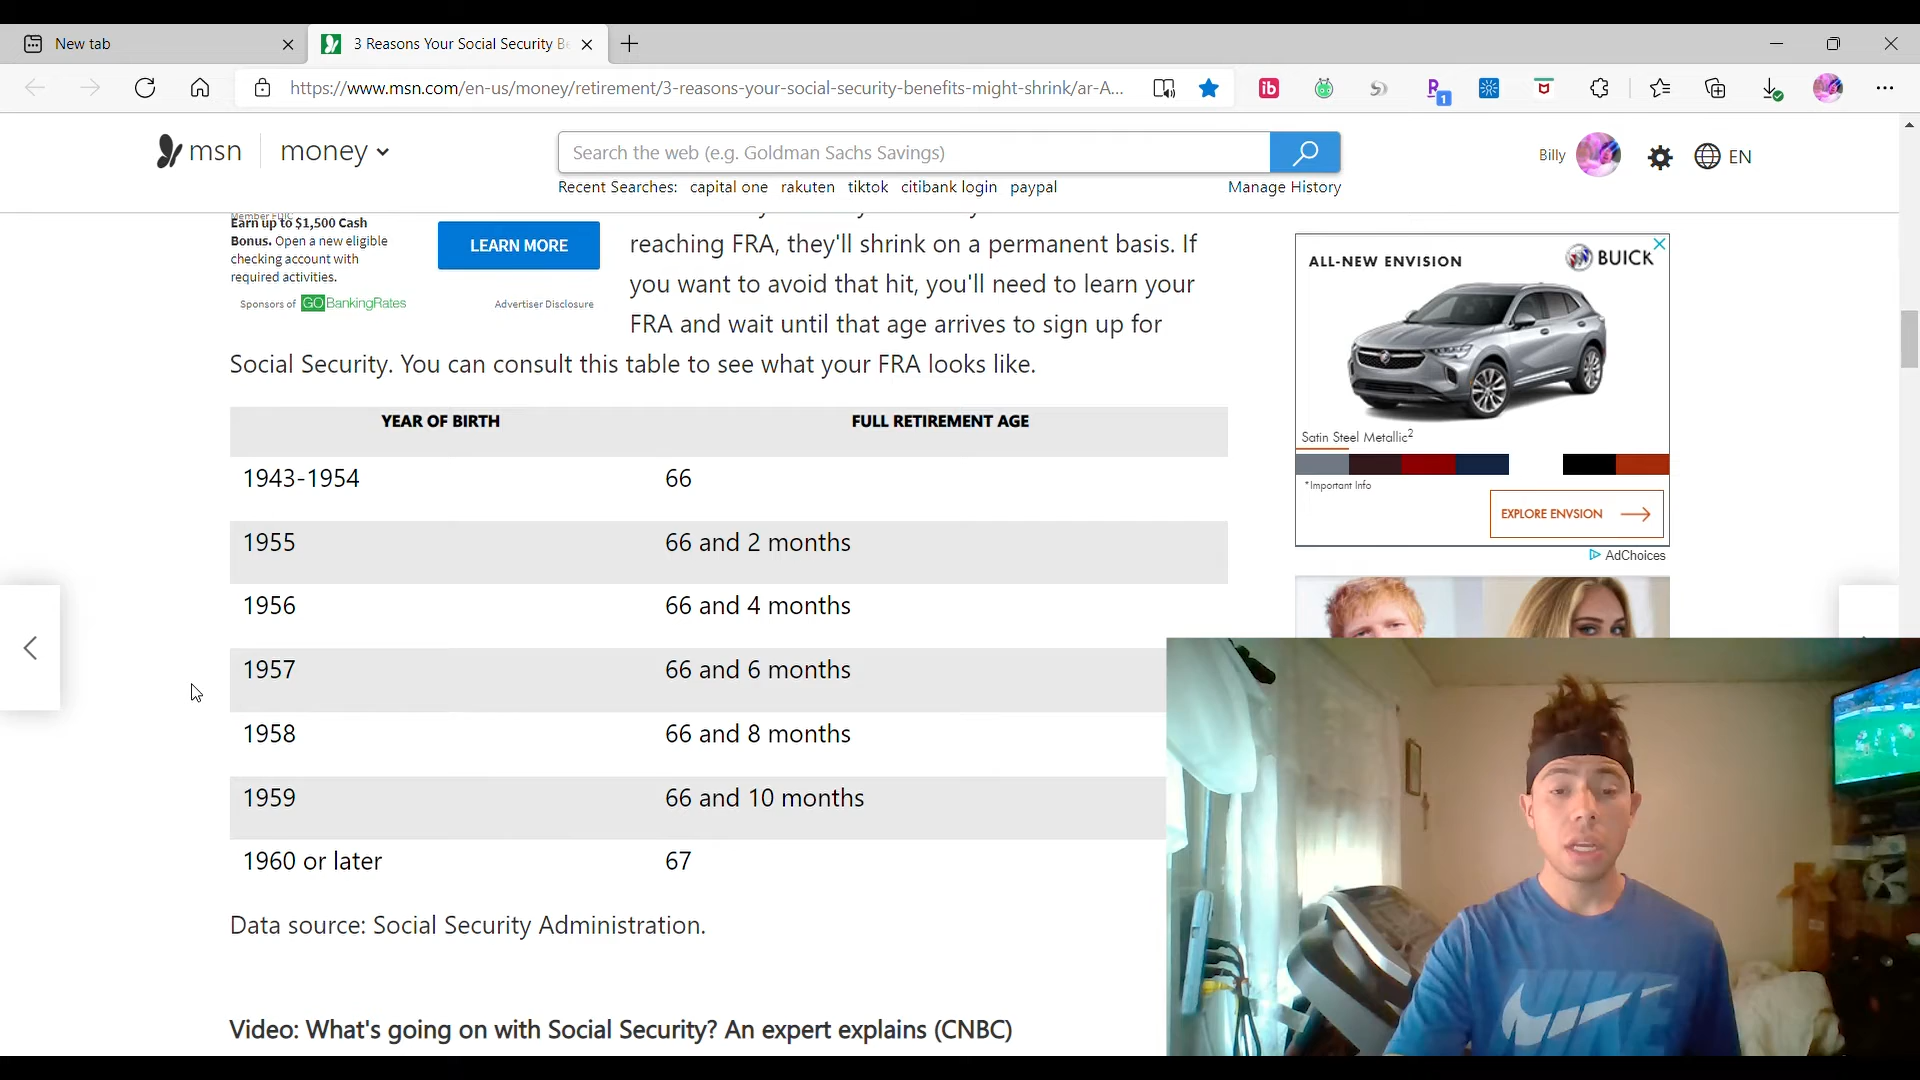 New tab
3 Reasons Your Social Security Be
https://www.msn.com/en-us/money/retirement/3-reasons-your-social-security-benefits-might-shrink/ar-A...
ib
1
msn
money
Search the web (e.g. Goldman Sachs Savings)
Billy
EN
Recent Searches: capital one rakuten tiktok citibank login paypal
Manage History
Member FDIC
Earn up to $1,500 Cash
Bonus. Open a new eligible
checking account with
required activities.
LEARN MORE
Sponsors of GOBankingRates
Advertiser Disclosure
reaching FRA, they'll shrink on a permanent basis. If
you want to avoid that hit, you'll need to learn your
FRA and wait until that age arrives to sign up for
Social Security. You can consult this table to see what your FRA looks like.
YEAR OF BIRTH FULL RETIREMENT AGE
1943-1954 66
1955 66 and 2 months
1956 66 and 4 months
1957 66 and 6 months
1958 66 and 8 months
1959 66 and 10 months
1960 or later 67
Data source: Social Security Administration.
Video: What's going on with Social Security? An expert explains (CNBC)
ALL-NEW ENVISION
BUICK
Satin Steel Metallic2
*Important Info
EXPLORE ENVSION
AdChoices
NIKE